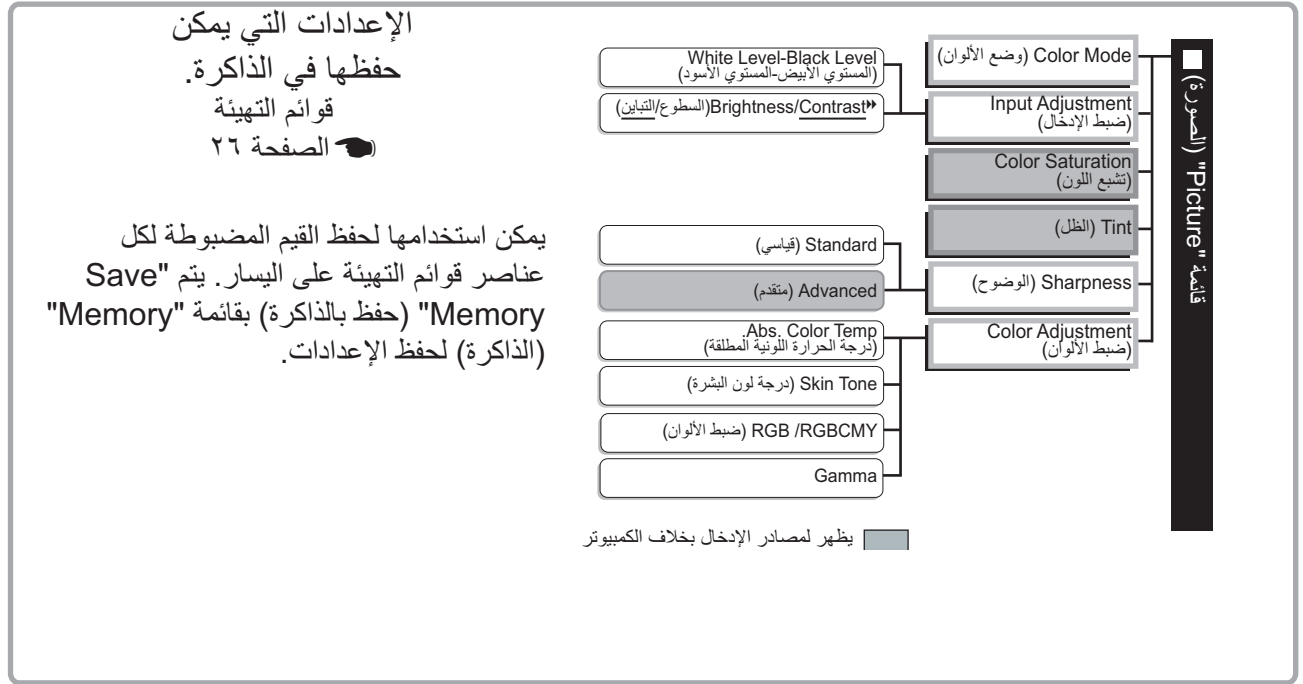 ■ قائمة "Picture" (الصورة)
Color Mode (وضع الألوان)
Input Adjustment
(ضبط الإدخال)
White Level-Black Level
(المستوي الأبيض-المستوي الأسود)
Brightness/Contrast(السطوع/التباين)
Color Saturation
(تشبع اللون)
Tint (الظل)
Sharpness (الوضوح)
Standard (قياسي)
Advanced (متقدم)
Color Adjustment
(ضبط الألوان)
Abs. Color Temp.
(درجة الحرارة اللونية المطلقة)
Skin Tone (درجة لون البشرة)
RGB /RGBCMY (ضبط الألوان)
Gamma
يظهر لمصادر الإدخال بخلاف الكمبيوتر
الإعدادات التي يمكن
حفظها في الذاكرة.
قوائم التهيئة
الصفحة ٢٦
يمكن استخدامها لحفظ القيم المضبوطة لكل
عناصر قوائم التهيئة على اليسار. يتم "Save
Memory" (حفظ بالذاكرة) بقائمة "Memory"
(الذاكرة) لحفظ الإعدادات.